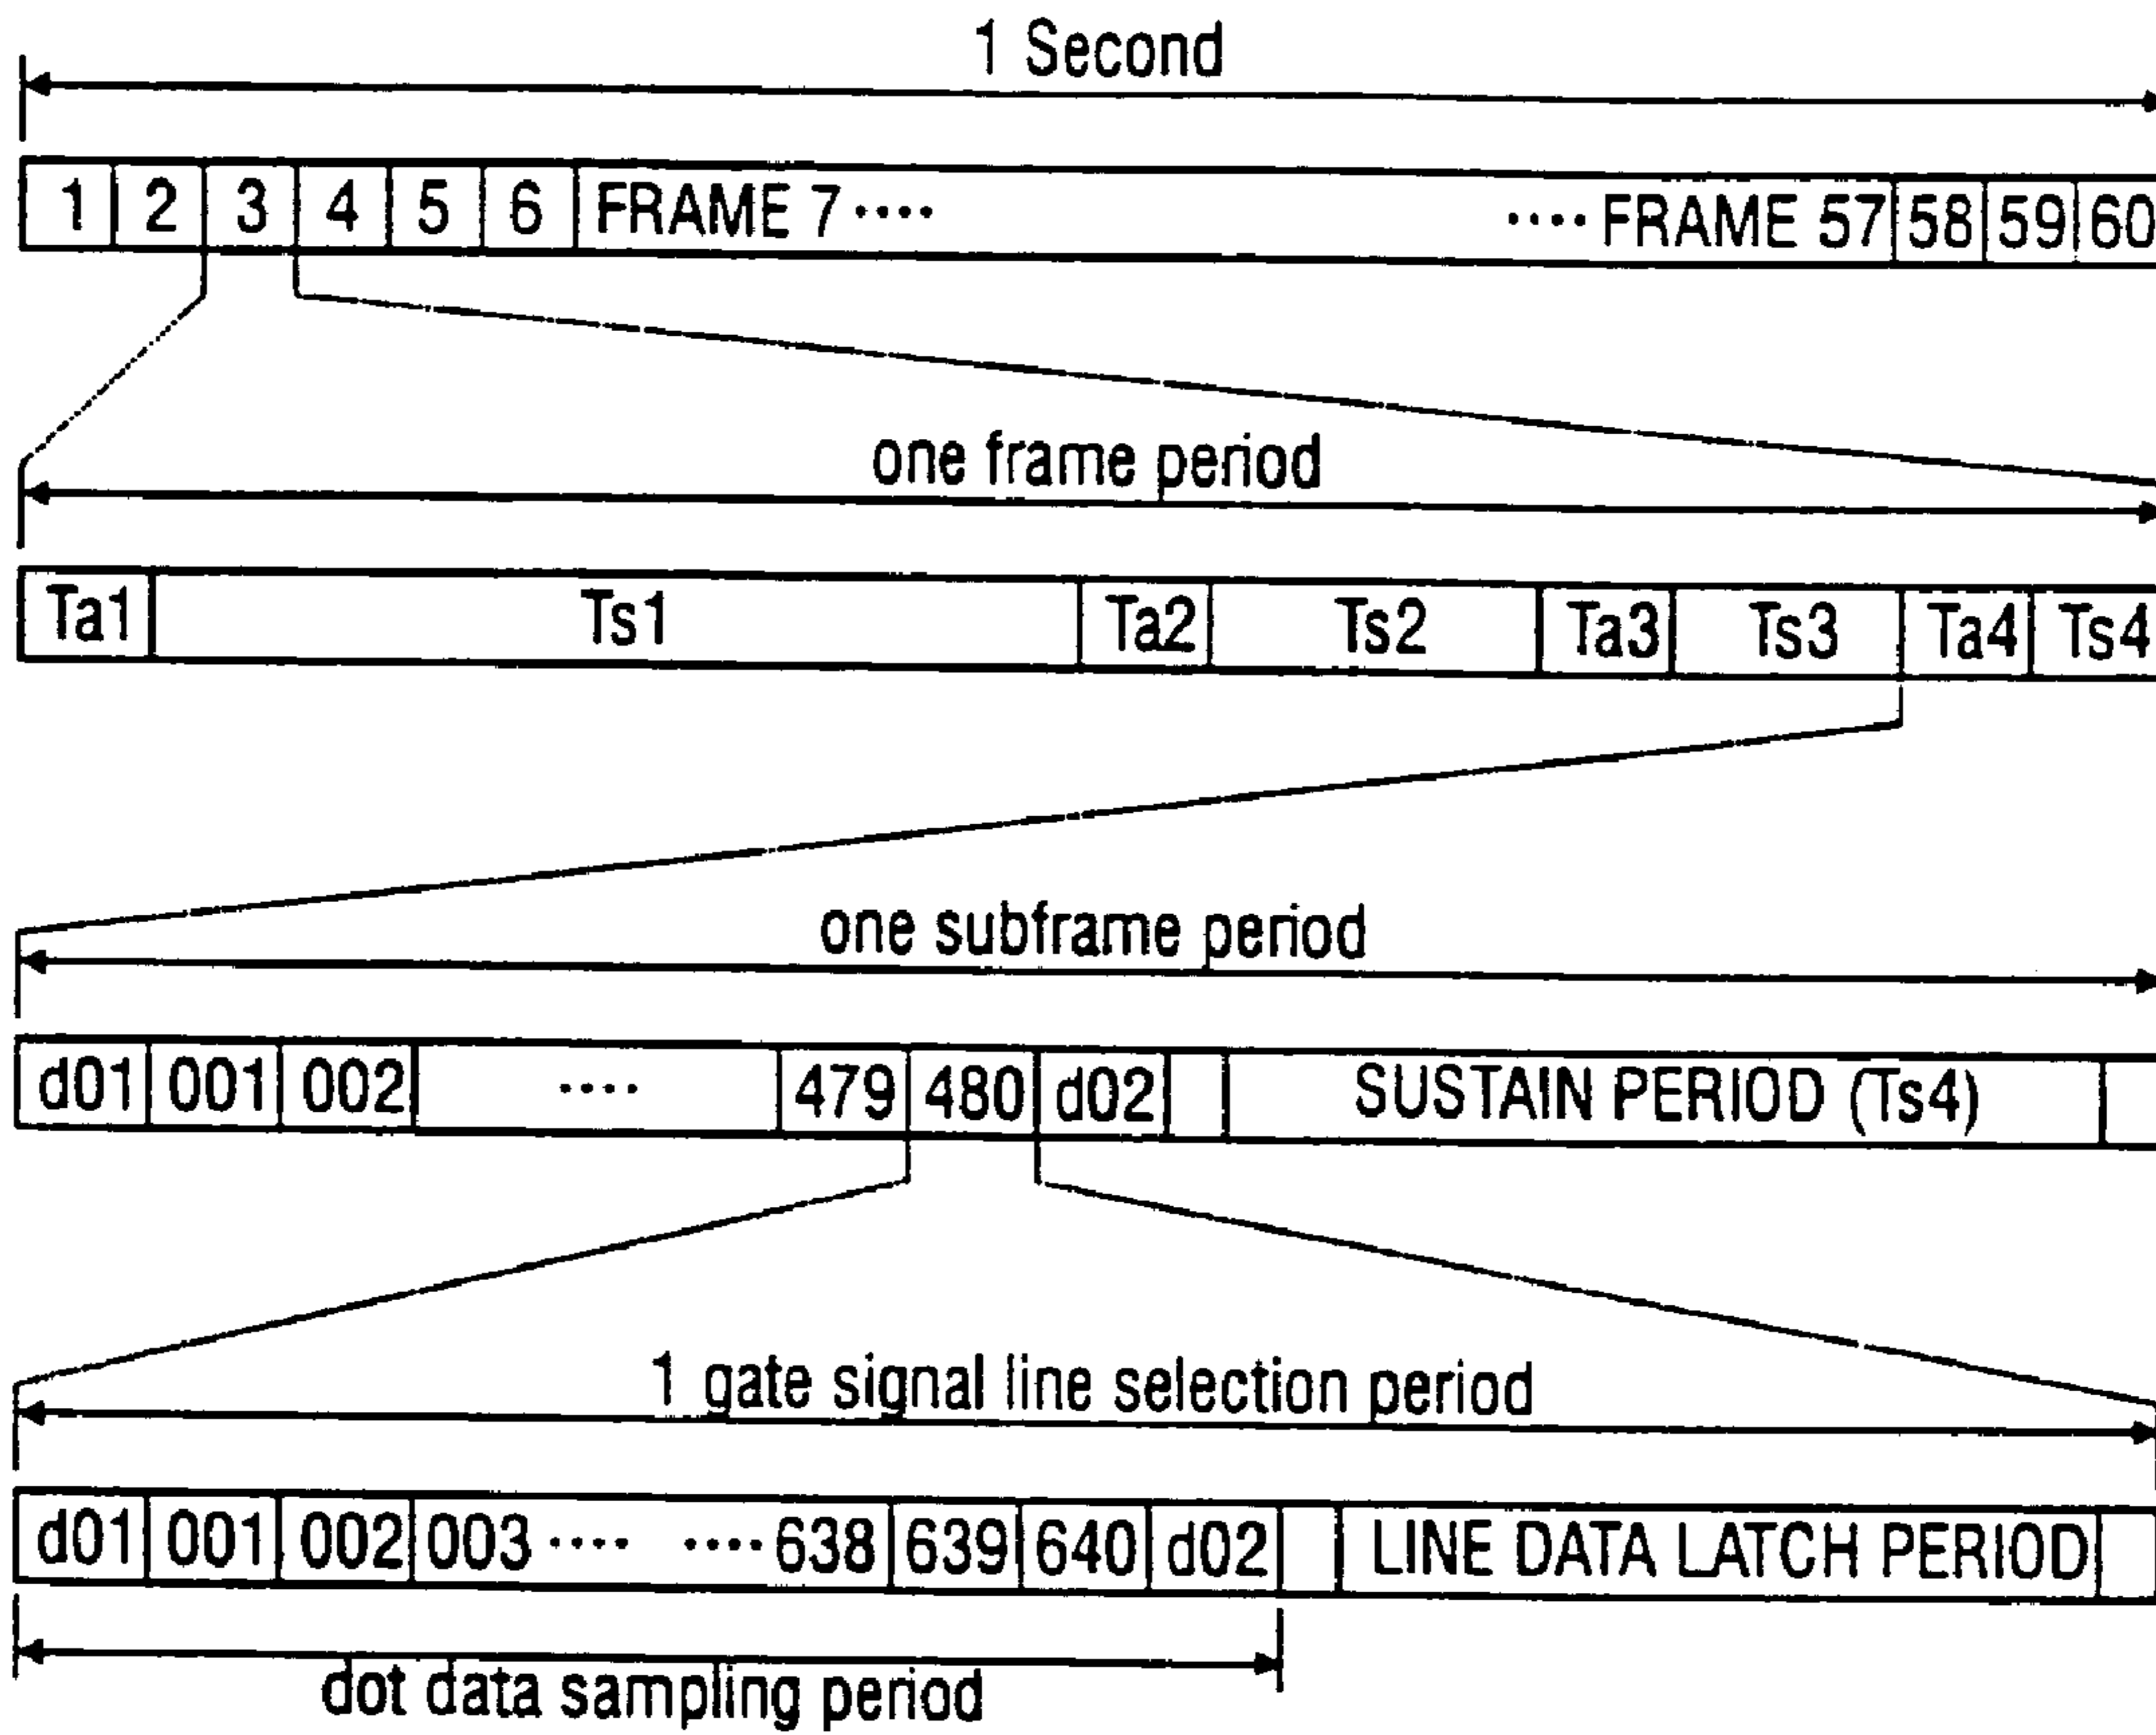 1 Second
1 2 3 4 5 6 FRAME 7 ···· ···· FRAME 57 58 59 60
one frame period
Ta1 Ts1 Ta2 Ts2 Ta3 Ts3 Ta4 Ts4
one subframe period
d01 001 002 ···· 479 480 d02 SUSTAIN PERIOD (Ts4)
1 gate signal line selection period
d01 001 002 003 ···· ···· 638 639 640 d02 LINE DATA LATCH PERIOD
dot data sampling period